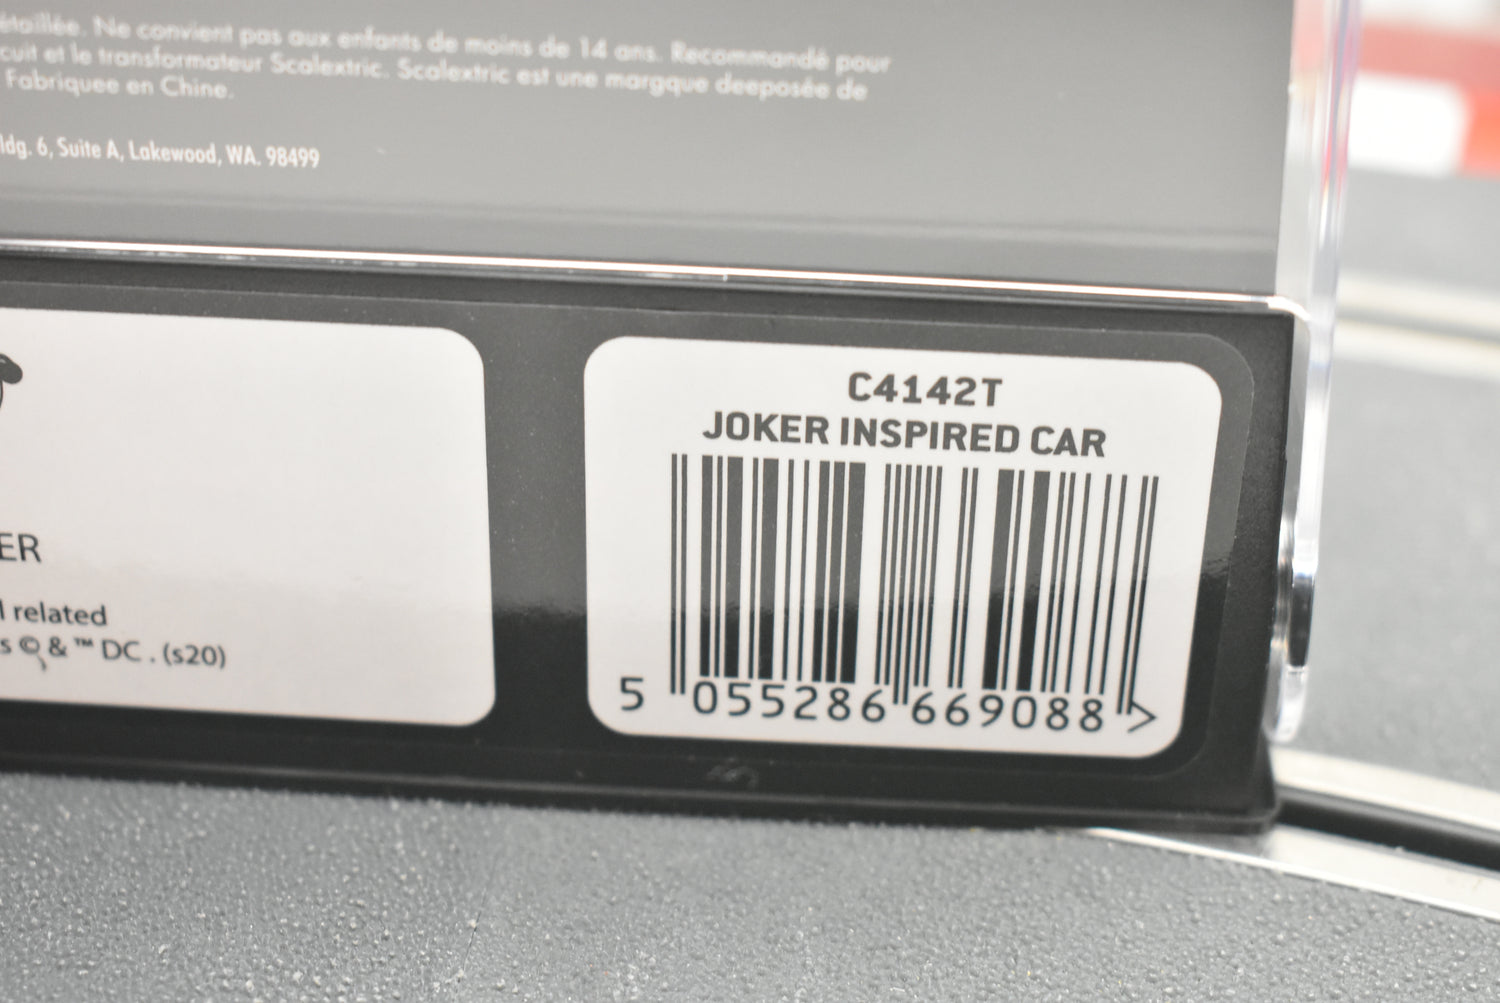 étaillée. Ne convient pas aux enfants de moins de 14 ans. Recommandé pour
cuit et le transformateur Scalextric. Scalextric est une margque deeposée de
Fabriquee en Chine.
ldg. 6, Suite A, Lakewood, WA. 98499
ER
l related
s © & ™ DC . (s20)
C4142T
JOKER INSPIRED CAR
5 055286 669088 >